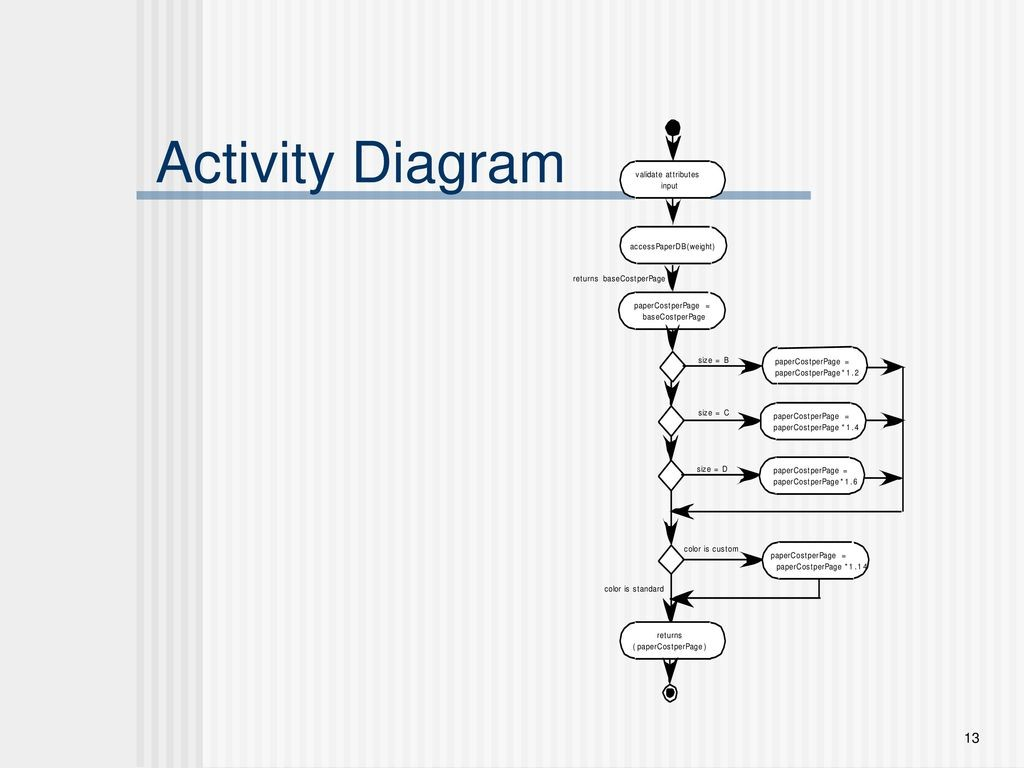 Activity Diagram
validate attributes
input
accessPaperDB(weight)
returns baseCostperPage
paperCostperPage =
baseCostperPage
size = B
paperCostperPage =
paperCostperPage*1.2
size = C
paperCostperPage =
paperCostperPage*1.4
size = D
paperCostperPage =
paperCostperPage*1.6
color is custom
paperCostperPage =
paperCostperPage*1.14
color is standard
returns
(paperCostperPage)
13